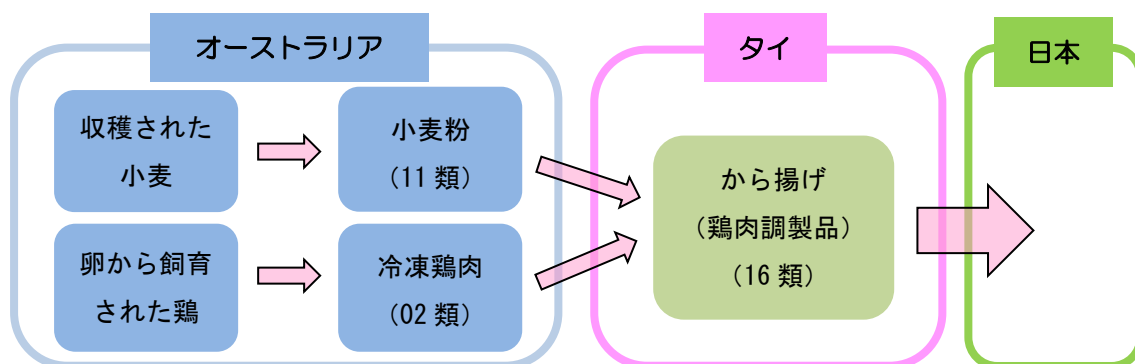 オーストラリア
タイ
日本
収穫された
小麦
小麦粉
(11 類)
卵から飼育
された鶏
冷凍鶏肉
(02 類)
から揚げ
(鶏肉調製品)
(16 類)